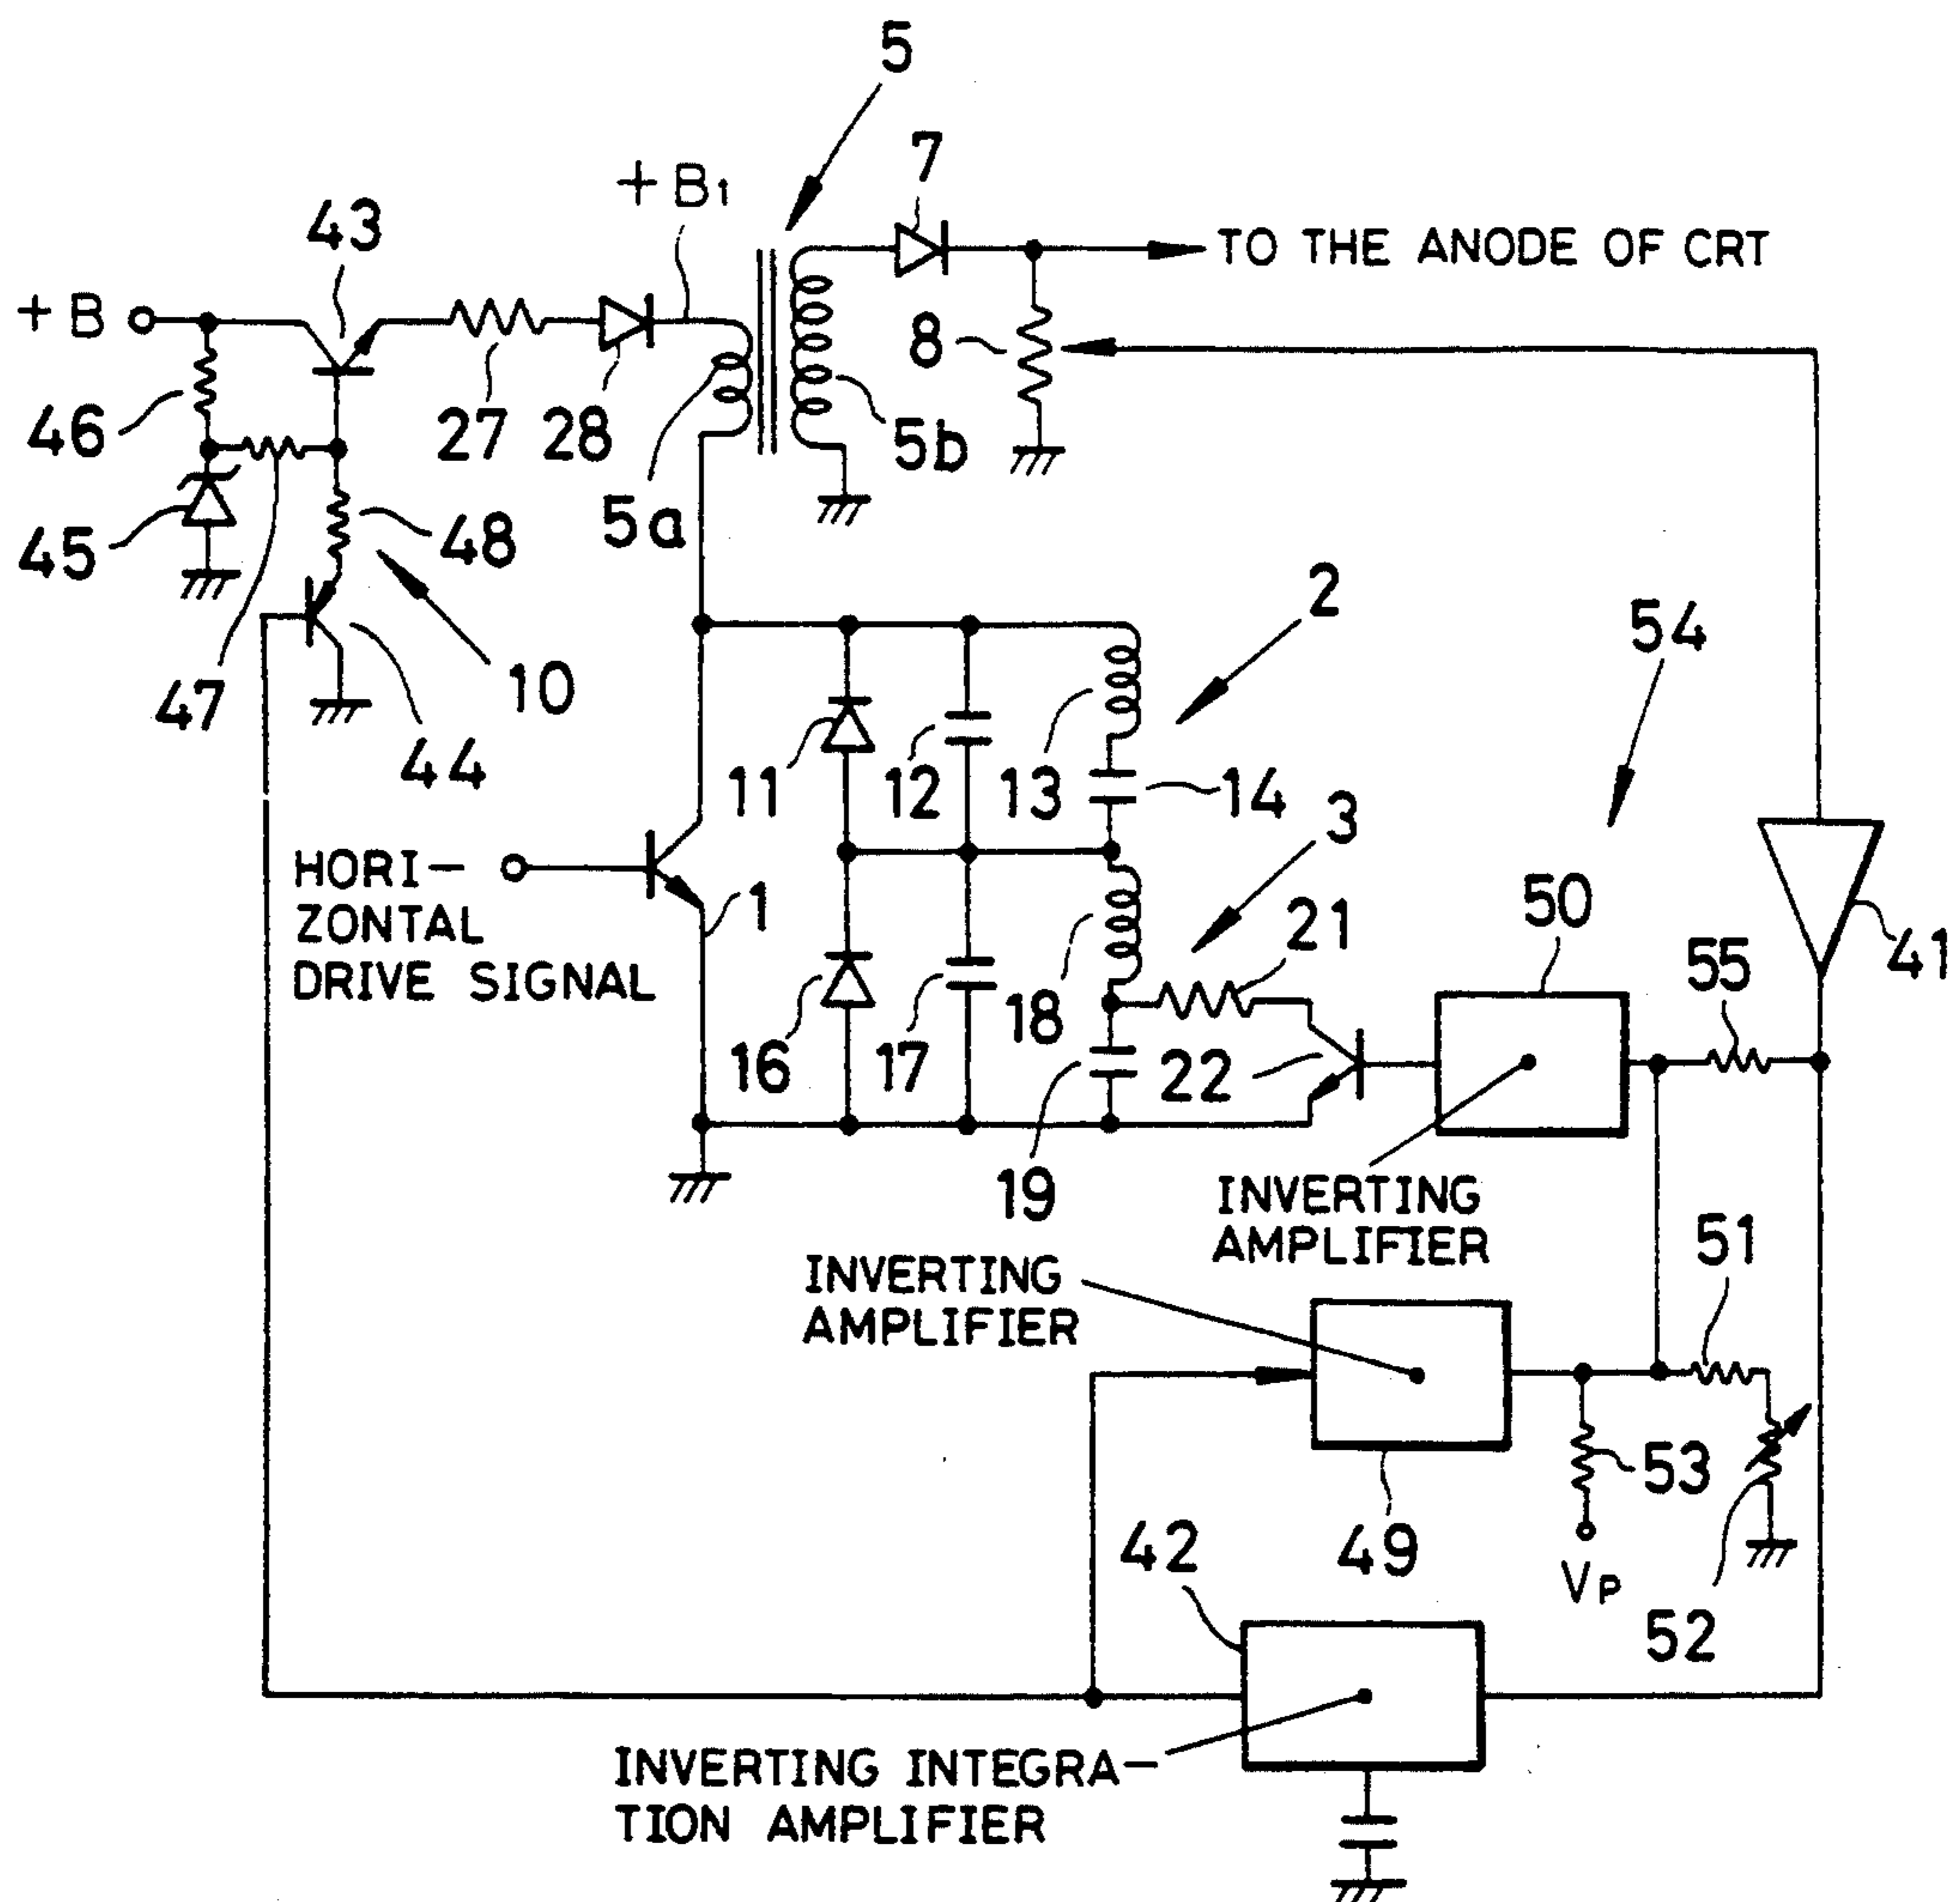 5
7
+B₁
43
TO THE ANODE OF CRT
+B
8
46
27
28
5b
5a
45
48
2
54
47
10
44
11
12
13
14
3
HORI-
ZONTAL
DRIVE SIGNAL
1
50
21
18
55
41
16
17
22
19
INVERTING
AMPLIFIER
51
INVERTING
AMPLIFIER
53
49
42
VP
52
INVERTING INTEGRA-
TION AMPLIFIER